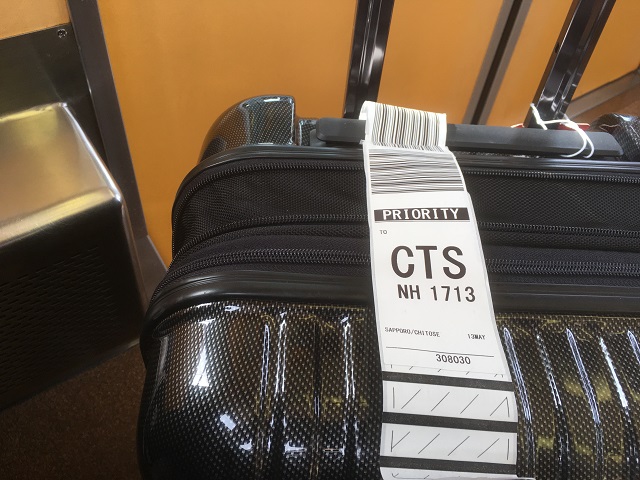 PRIORITY
TO
CTS
NH 1713
SAPPORO/CHITOSE 13MAY
308030